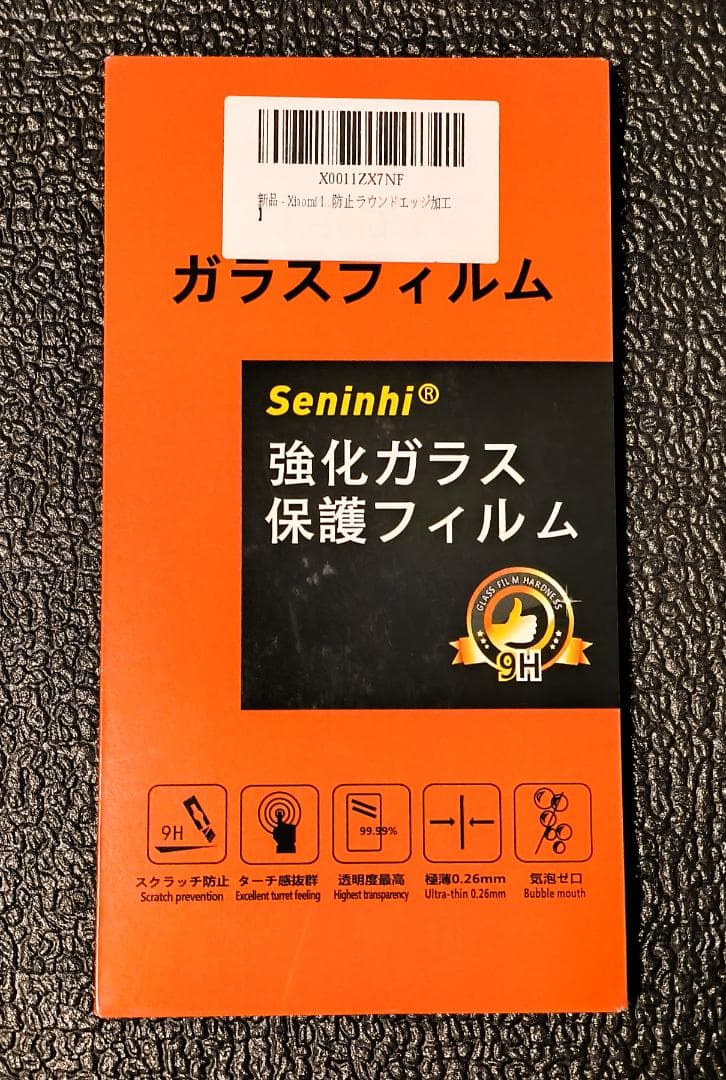 X0011ZX7NF
新品 - Xiaomi 1...防止ラウンドエッジ加工
1
ガラスフィルム
Seninhi®
強化ガラス
保護フィルム
GLASS FILM HARDNESS
9H
9H
99.99%
スクラッチ防止
Scratch prevention
ターチ感抜群
Excellent turret feeling
透明度最高
Highest transparency
極薄0.26mm
Ultra-thin 0.26mm
気泡ゼロ
Bubble mouth